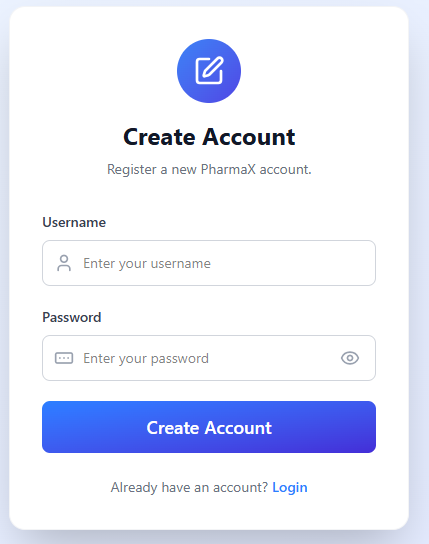 Create Account
Register a new PharmaX account.
Username
Enter your username
Password
Enter your password
Create Account
Already have an account? Login